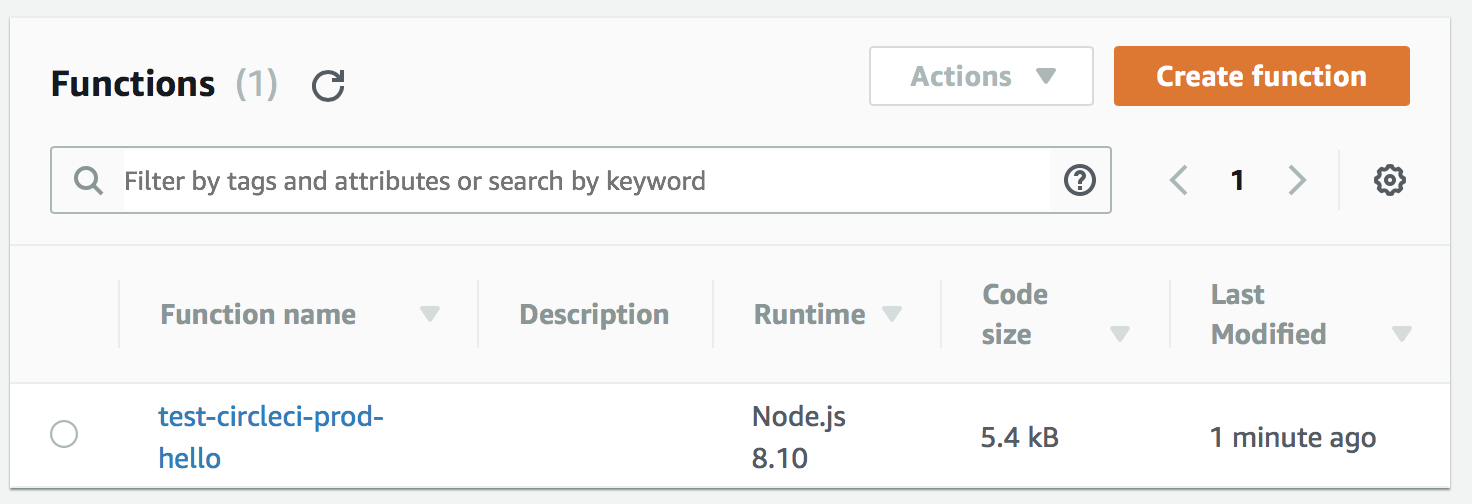 Functions (1)
Actions
Create function
Filter by tags and attributes or search by keyword
1
Function name
Description
Runtime
Code
size
Last
Modified
test-circleci-prod-
hello
Node.js
8.10
5.4 kB
1 minute ago